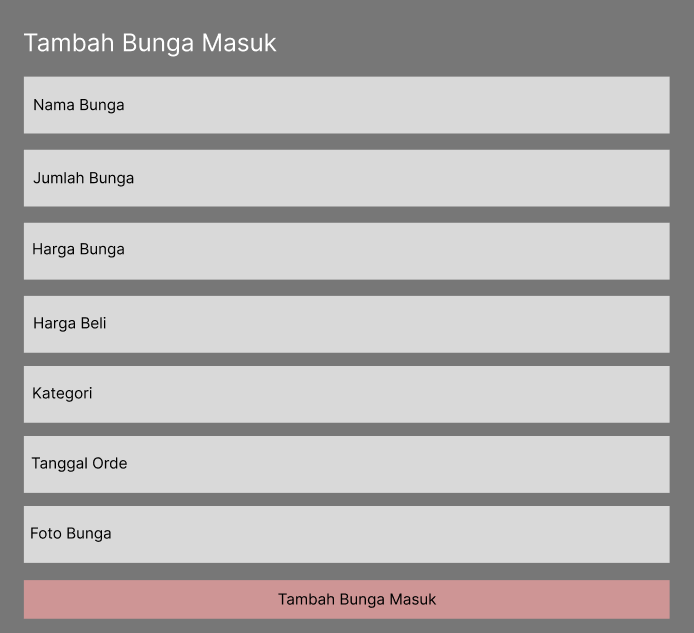 Tambah Bunga Masuk
Nama Bunga
Jumlah Bunga
Harga Bunga
Harga Beli
Kategori
Tanggal Orde
Foto Bunga
Tambah Bunga Masuk